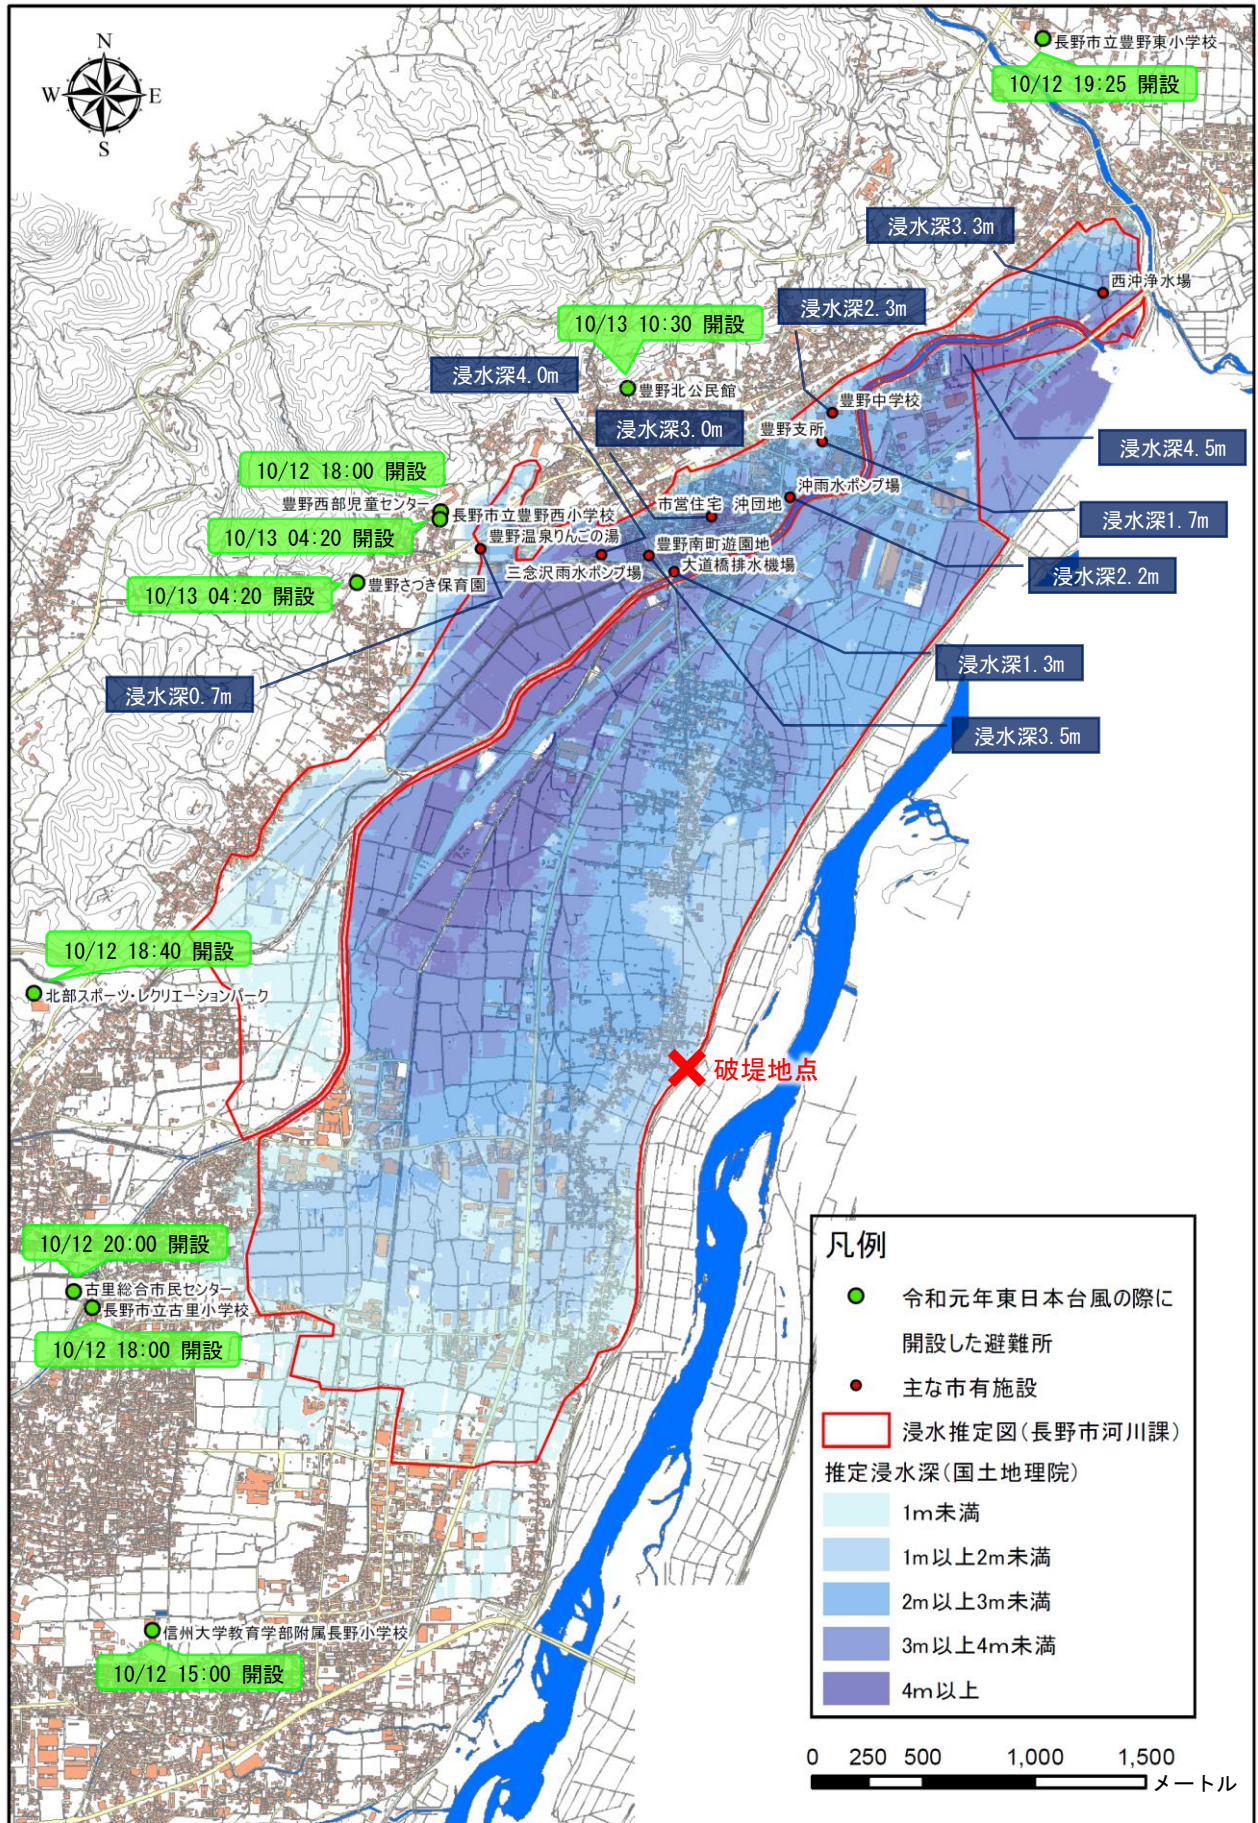 N
W
E
S
長野市立豊野東小学校
10/12 19:25 開設
浸水深3.3m
西沖浄水場
浸水深2.3m
10/13 10:30 開設
浸水深4.0m
豊野北公民館
豊野中学校
浸水深3.0m
豊野支所
浸水深4.5m
10/12 18:00 開設
豊野西部児童センター
長野市立豊野西小学校
市営住宅 沖団地
沖雨水ポンプ場
浸水深1.7m
10/13 04:20 開設
豊野温泉りんごの湯
豊野南町遊園地
三念沢雨水ポンプ場
大道橋排水機場
浸水深2.2m
10/13 04:20 開設
豊野さつき保育園
浸水深1.3m
浸水深0.7m
浸水深3.5m
10/12 18:40 開設
北部スポーツ・レクリエーションパーク
破堤地点
10/12 20:00 開設
古里総合市民センター
長野市立古里小学校
10/12 18:00 開設
信州大学教育学部附属長野小学校
10/12 15:00 開設
凡例
令和元年東日本台風の際に
開設した避難所
主な市有施設
浸水推定図(長野市河川課)
推定浸水深(国土地理院)
1m未満
1m以上2m未満
2m以上3m未満
3m以上4m未満
4m以上
0 250 500 1,000 1,500
メートル